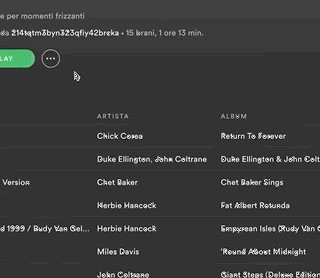 e per momenti frizzanti
da 214tqtm3byn323qfiy42brska • 15 brani, 1 ore 13 min.
LAY
ARTISTA ALBUM
Chick Corea Return To Forever
Duke Ellington, John Coltrane Duke Ellington & John Colt
Version Chet Baker Chet Baker Sings
Herbie Hancock Fat Albert Rotunda
d 1999 / Rudy Van Gel... Herbie Hancock Empyrean Isles (Rudy Van G
Miles Davis 'Round About Midnight
John Coltrane Giant Steps (Deluxe Edition